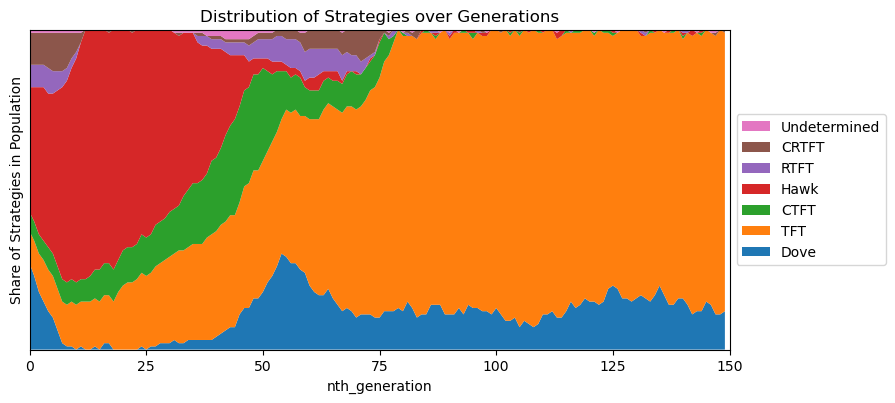 Distribution of Strategies over Generations
Share of Strategies in Population
Undetermined
CRTFT
RTFT
Hawk
CTFT
TFT
Dove
0 25 50 75 100 125 150
nth_generation